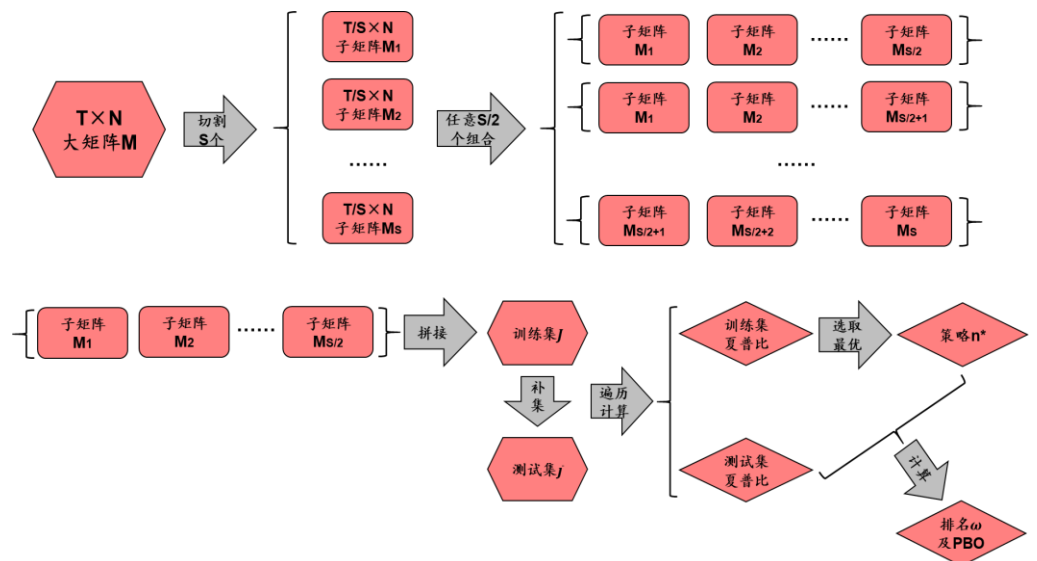 T×N
大矩阵M
切割
S个
T/S×N
子矩阵M1
T/S×N
子矩阵M2
······
T/S×N
子矩阵MS
任意S/2
个组合
子矩阵
M1
子矩阵
M2
······
子矩阵
MS/2
子矩阵
M1
子矩阵
M2
······
子矩阵
MS/2+1
······
子矩阵
MS/2+1
子矩阵
MS/2+2
······
子矩阵
MS
子矩阵
M1
子矩阵
M2
······
子矩阵
MS/2
拼接
训练集J
补
集
测试集j
遍历
计算
训练集
夏普比
选取
最优
策略n*
测试集
夏普比
计算
排名ω
及PBO